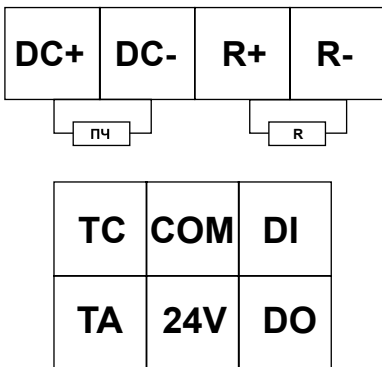 DC+ DC- R+ R-
ПЧ R
TC COM DI
TA 24V DO